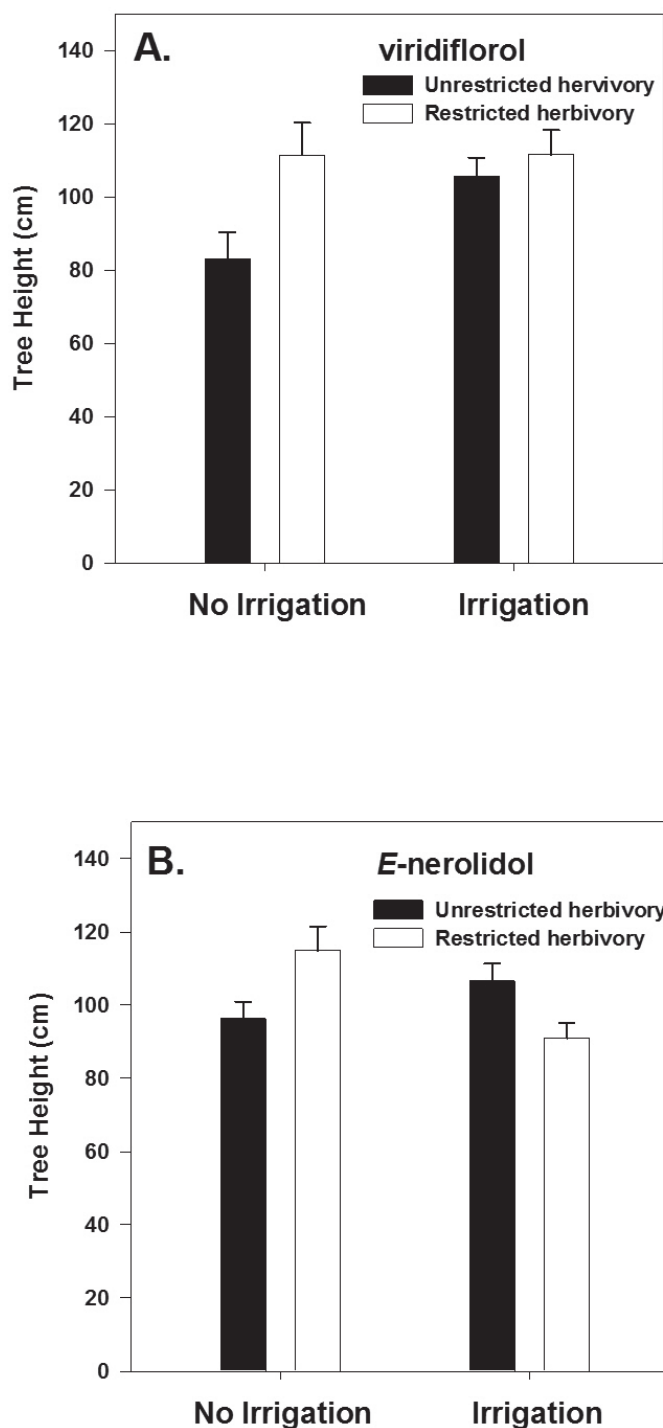 A.
viridiflorol
Unrestricted hervivory
Restricted herbivory
140
120
100
80
60
40
20
0
Tree Height (cm)
No Irrigation
Irrigation
B.
E-nerolidol
Unrestricted herbivory
Restricted herbivory
140
120
100
80
60
40
20
0
Tree Height (cm)
No Irrigation
Irrigation